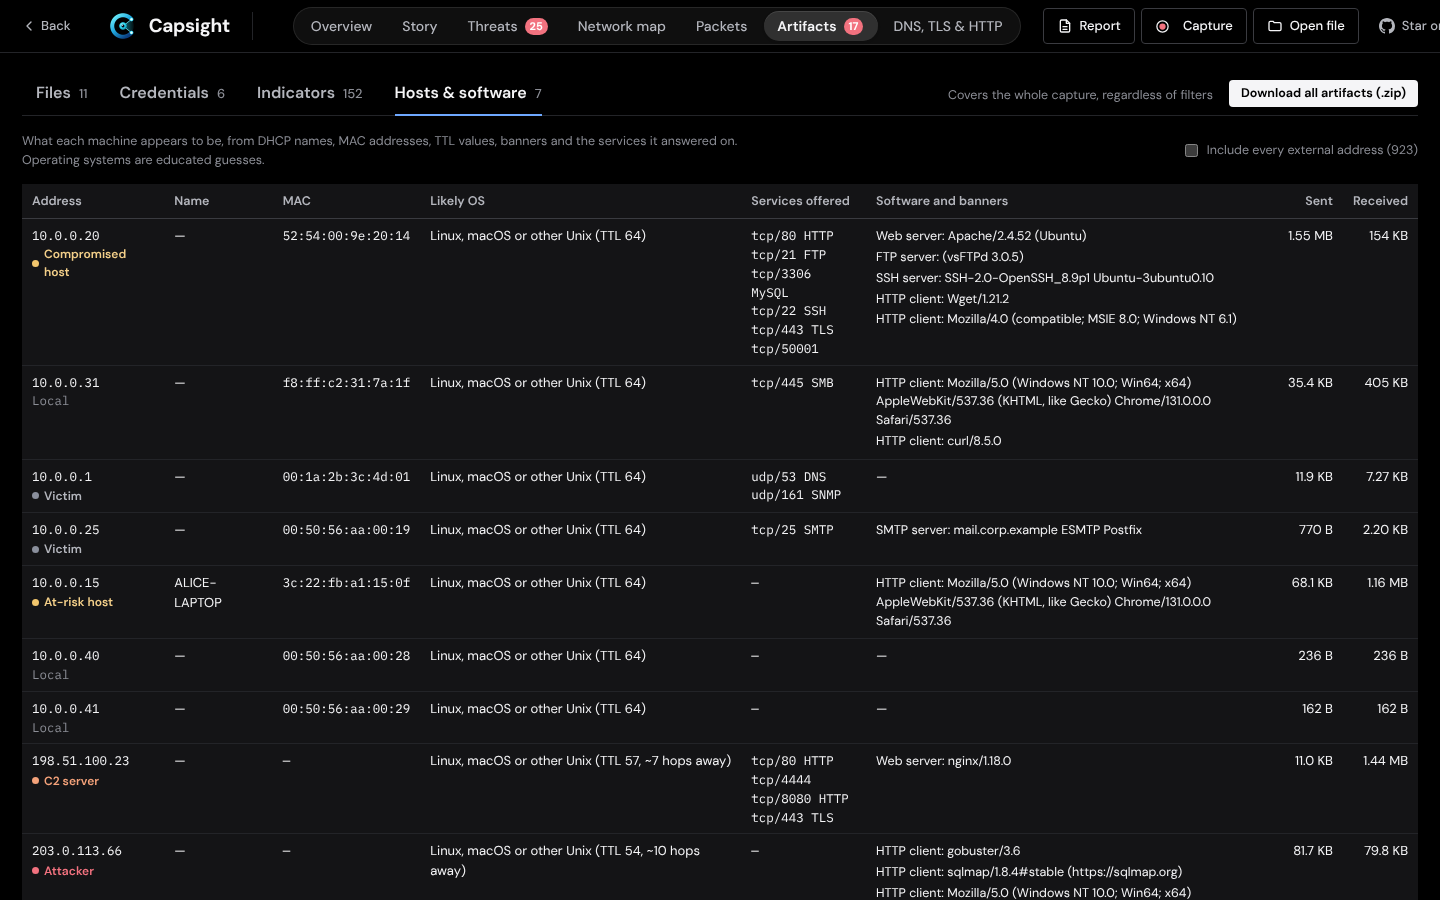 Back
Capsight
Overview
Story
Threats 25
Network map
Packets
Artifacts 17
DNS, TLS & HTTP
Report
Capture
Open file
Star
Files 11
Credentials 6
Indicators 152
Hosts & software 7
Covers the whole capture, regardless of filters
Download all artifacts (.zip)
What each machine appears to be, from DHCP names, MAC addresses, TTL values, banners and the services it answered on.
Operating systems are educated guesses.
Include every external address (923)
Address Name MAC Likely OS Services offered Software and banners Sent Received
10.0.0.20 — 52:54:00:9e:20:14 Linux, macOS or other Unix (TTL 64) tcp/80 HTTP Web server: Apache/2.4.52 (Ubuntu) 1.55 MB 154 KB
Compromised tcp/21 FTP FTP server: (vsFTPd 3.0.5)
host tcp/3306 SSH server: SSH-2.0-OpenSSH_8.9p1 Ubuntu-3ubuntu0.10
MySQL HTTP client: Wget/1.21.2
tcp/22 SSH HTTP client: Mozilla/4.0 (compatible; MSIE 8.0; Windows NT 6.1)
tcp/443 TLS
tcp/50001
10.0.0.31 — f8:ff:c2:31:7a:1f Linux, macOS or other Unix (TTL 64) tcp/445 SMB HTTP client: Mozilla/5.0 (Windows NT 10.0; Win64; x64) 35.4 KB 405 KB
Local AppleWebKit/537.36 (KHTML, like Gecko) Chrome/131.0.0.0
Safari/537.36
HTTP client: curl/8.5.0
10.0.0.1 — 00:1a:2b:3c:4d:01 Linux, macOS or other Unix (TTL 64) udp/53 DNS — 11.9 KB 7.27 KB
Victim udp/161 SNMP
10.0.0.25 — 00:50:56:aa:00:19 Linux, macOS or other Unix (TTL 64) tcp/25 SMTP SMTP server: mail.corp.example ESMTP Postfix 770 B 2.20 KB
Victim
10.0.0.15 ALICE- 3c:22:fb:a1:15:0f Linux, macOS or other Unix (TTL 64) — HTTP client: Mozilla/5.0 (Windows NT 10.0; Win64; x64) 68.1 KB 1.16 MB
At-risk host LAPTOP AppleWebKit/537.36 (KHTML, like Gecko) Chrome/131.0.0.0
Safari/537.36
10.0.0.40 — 00:50:56:aa:00:28 Linux, macOS or other Unix (TTL 64) — — 236 B 236 B
Local
10.0.0.41 — 00:50:56:aa:00:29 Linux, macOS or other Unix (TTL 64) — — 162 B 162 B
Local
198.51.100.23 — — Linux, macOS or other Unix (TTL 57, ~7 hops away) tcp/80 HTTP Web server: nginx/1.18.0 11.0 KB 1.44 MB
C2 server tcp/4444
tcp/8080 HTTP
tcp/443 TLS
203.0.113.66 — — Linux, macOS or other Unix (TTL 54, ~10 hops — HTTP client: gobuster/3.6 81.7 KB 79.8 KB
Attacker away) HTTP client: sqlmap/1.8.4#stable (https://sqlmap.org)
HTTP client: Mozilla/5.0 (Windows NT 10.0; Win64; x64)